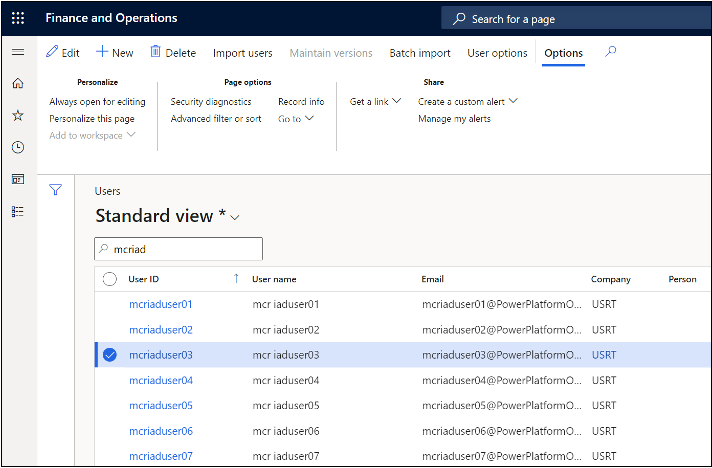 Finance and Operations
Search for a page
Edit New Delete Import users Maintain versions Batch import User options Options
Personalize Page options Share
Always open for editing Security diagnostics Record info Get a link Create a custom alert
Personalize this page Advanced filter or sort Go to Manage my alerts
Add to workspace
Users
Standard view *
mcriad
User ID User name Email Company Person
mcriaduser01 mcr iaduser01 mcriaduser01@PowerPlatformO... USRT
mcriaduser02 mcr iaduser02 mcriaduser02@PowerPlatformO... USRT
mcriaduser03 mcr iaduser03 mcriaduser03@PowerPlatformO... USRT
mcriaduser04 mcr iaduser04 mcriaduser04@PowerPlatformO... USRT
mcriaduser05 mcr iaduser05 mcriaduser05@PowerPlatformO... USRT
mcriaduser06 mcr iaduser06 mcriaduser06@PowerPlatformO... USRT
mcriaduser07 mcr iaduser07 mcriaduser07@PowerPlatformO... USRT